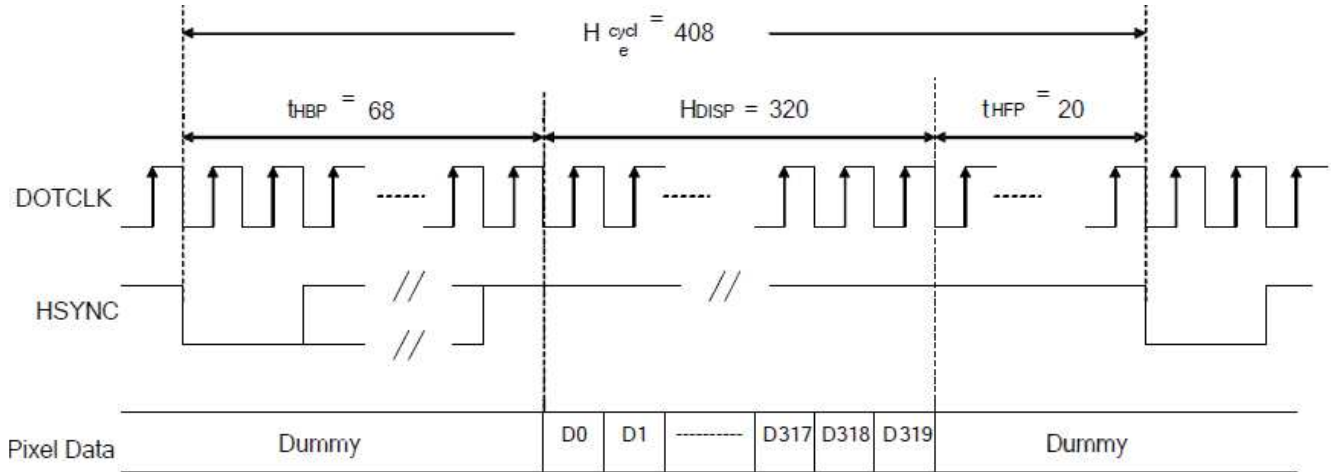 H cycle = 408
tHBP = 68
HDISP = 320
tHFP = 20
DOTCLK
HSYNC
Pixel Data
Dummy
D0
D1
D317
D318
D319
Dummy